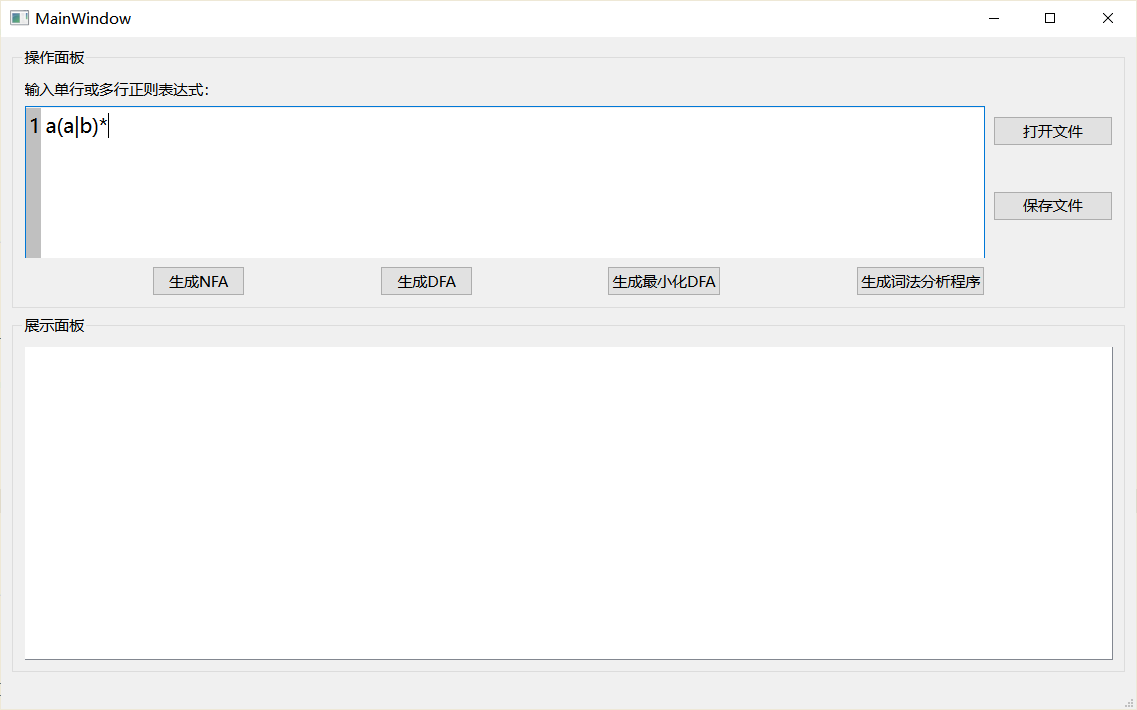 MainWindow
操作面板
输入单行或多行正则表达式：
1 a(a|b)*
打开文件
保存文件
生成NFA 生成DFA 生成最小化DFA 生成词法分析程序
展示面板